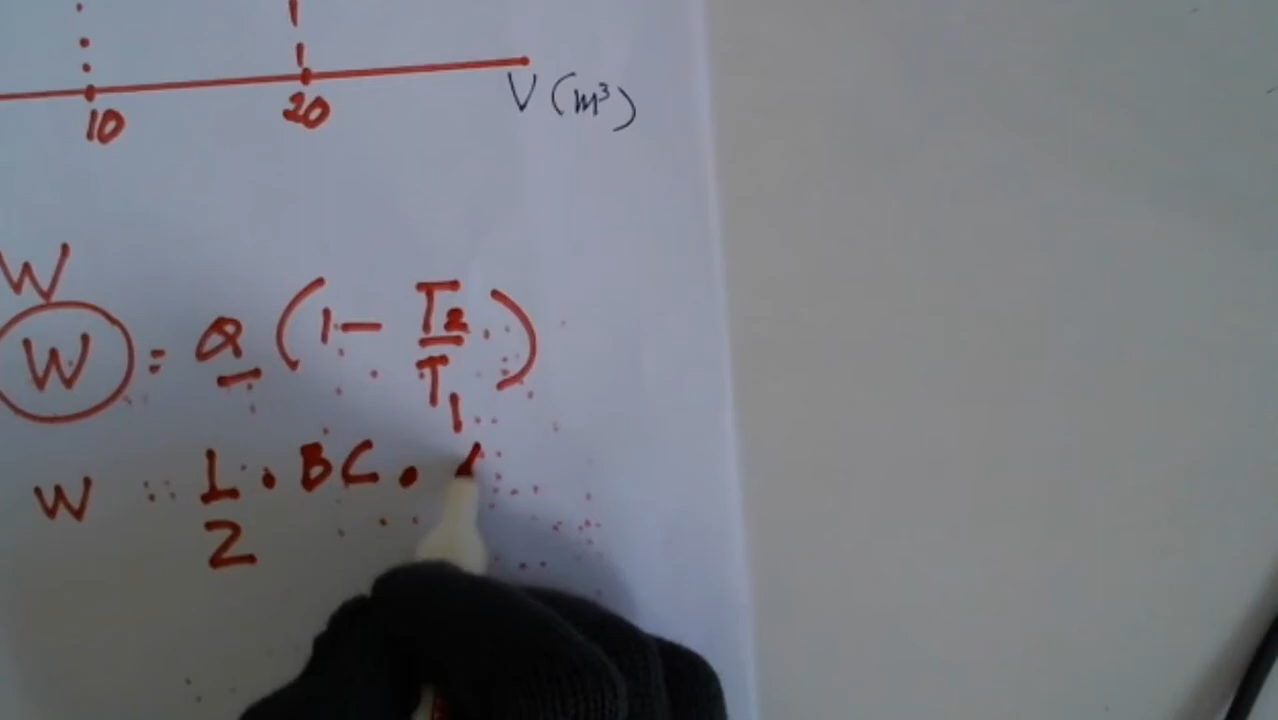 10 20 V (m³)
W
W = Q (1 - T2/T1)
W = 1/2 . BC .